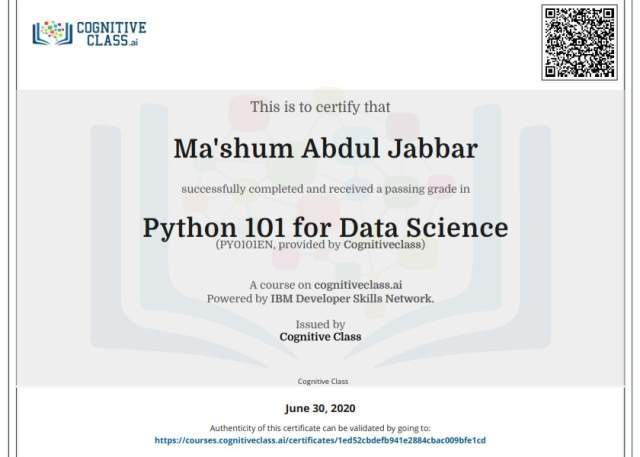 COGNITIVE
CLASS.ai
This is to certify that
Ma'shum Abdul Jabbar
successfully completed and received a passing grade in
Python 101 for Data Science
(PY0101EN, provided by Cognitiveclass)
A course on cognitiveclass.ai
Powered by IBM Developer Skills Network.
Issued by
Cognitive Class
Cognitive Class
June 30, 2020
Authenticity of this certificate can be validated by going to:
https://courses.cognitiveclass.ai/certificates/1ed52cbdefb941e2884cbac009bfe1cd